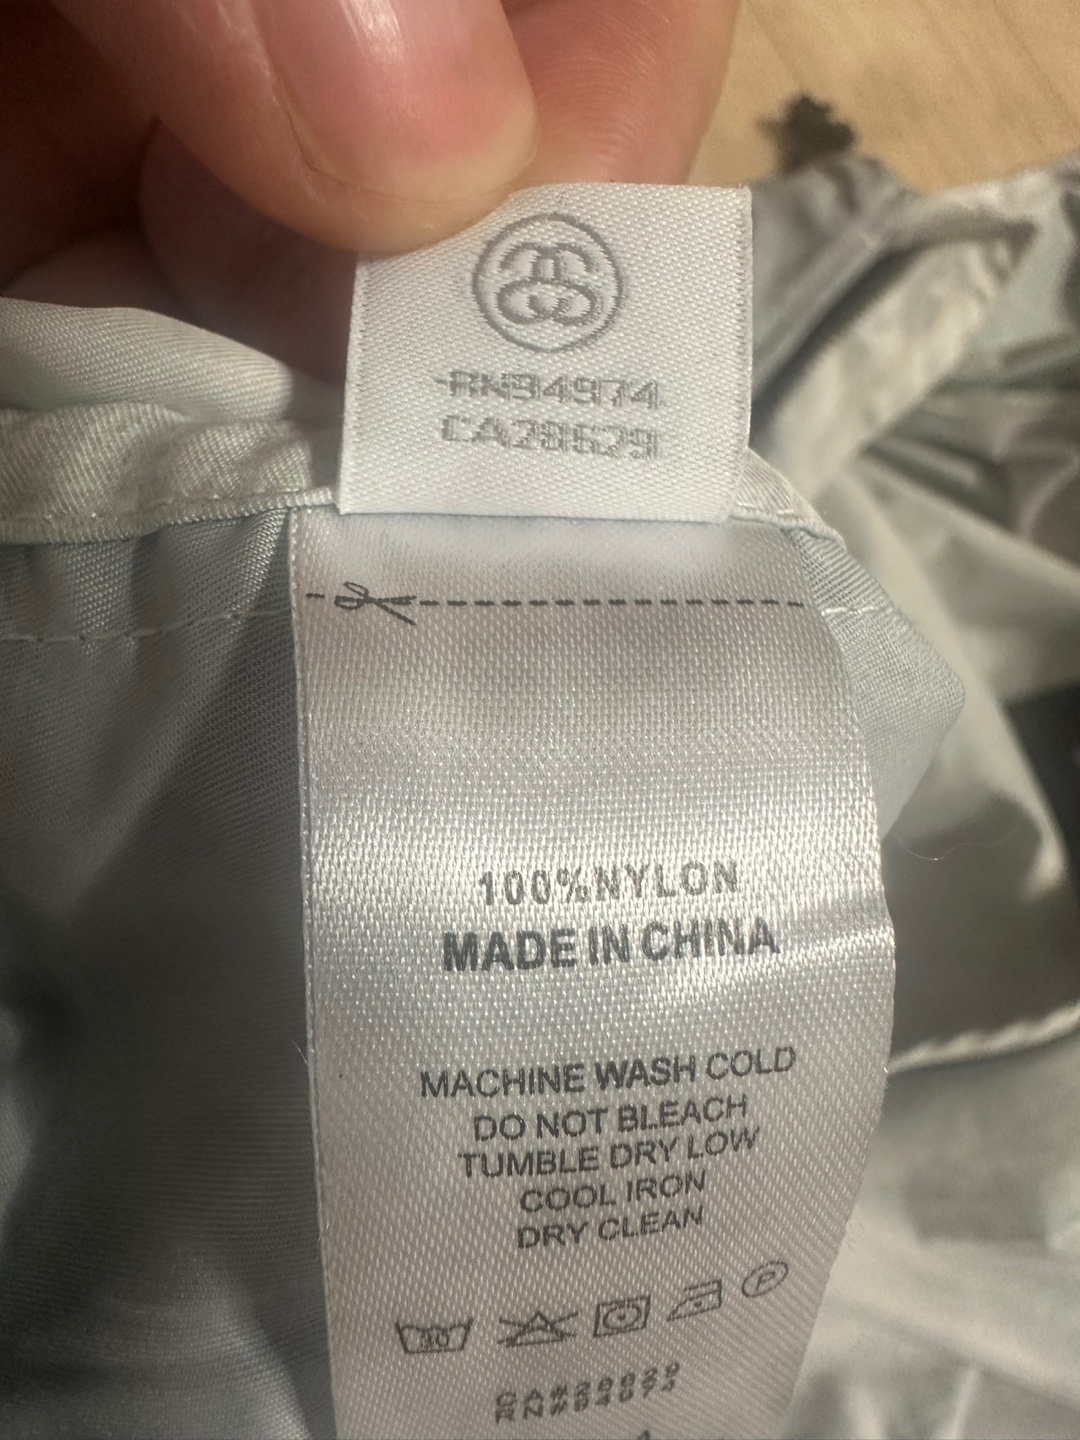 RN94974
CA28629
100%NYLON
MADE IN CHINA
MACHINE WASH COLD
DO NOT BLEACH
TUMBLE DRY LOW
COOL IRON
DRY CLEAN
30
P